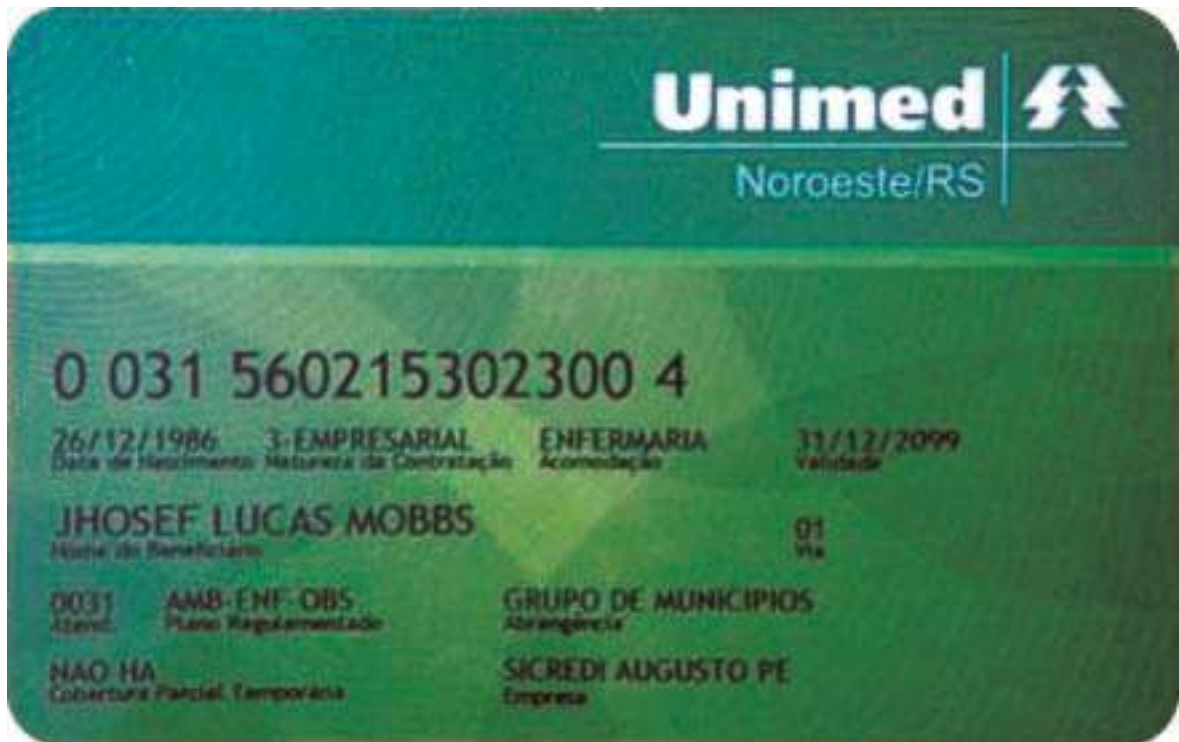 Unimed
Noroeste/RS
0 031 560215302300 4
26/12/1986 3-EMPRESARIAL ENFERMARIA 31/12/2099
Data de Nascimento Natureza da Contratação Acomodação Validade
JHOSEF LUCAS MOBBS 01
Nome do Beneficiário Via
0031 AMB-ENF-OBS GRUPO DE MUNICIPIOS
Atend. Plano Regulamentado Abrangência
NAO HA SICREDI AUGUSTO PE
Cobertura Parcial Temporária Empresa